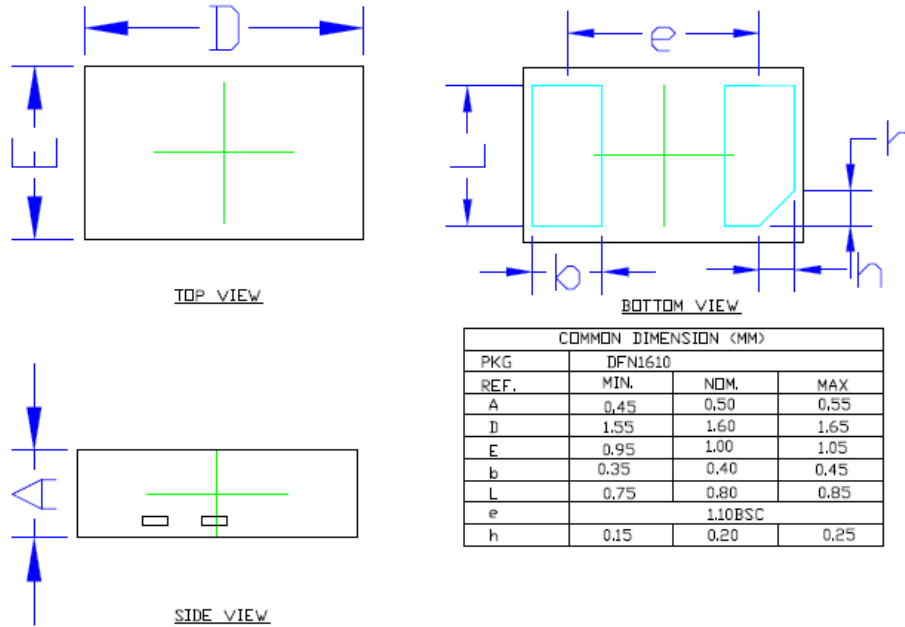 D
e
E
L
h
b
h
TOP VIEW
BOTTOM VIEW
COMMON DIMENSION (MM)
PKG DFN1610
REF. MIN. NOM. MAX
A 0.45 0.50 0.55
D 1.55 1.60 1.65
E 0.95 1.00 1.05
b 0.35 0.40 0.45
L 0.75 0.80 0.85
e 1.10BSC
h 0.15 0.20 0.25
A
SIDE VIEW